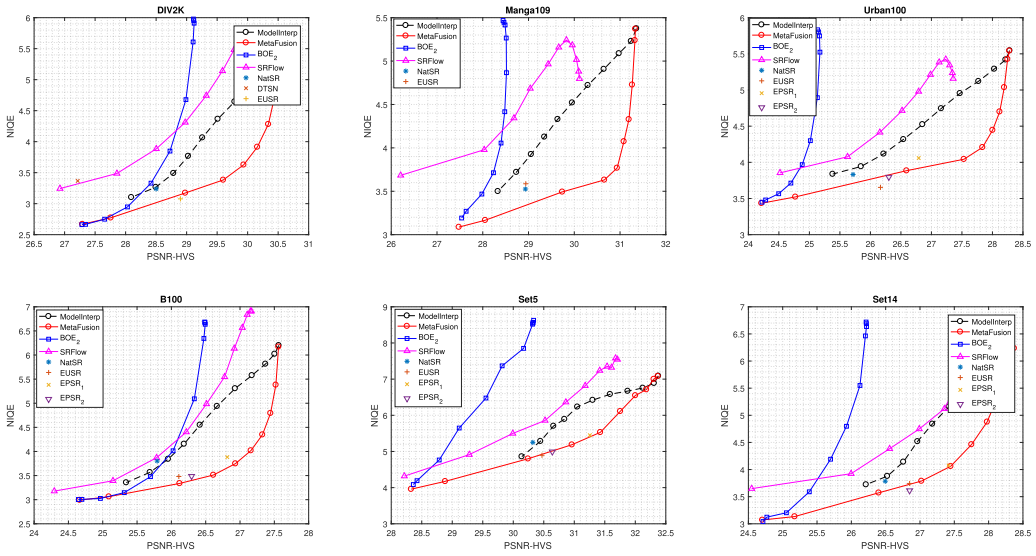 DIV2K
6
5.5
5
4.5
4
3.5
3
2.5
NIQE
26.5 27 27.5 28 28.5 29 29.5 30 30.5 31
PSNR-HVS
ModelInterp
MetaFusion
BOE2
SRFlow
NatSR
DTSN
EUSR
Manga109
5.5
5
4.5
4
3.5
3
NIQE
26 27 28 29 30 31 32
PSNR-HVS
ModelInterp
MetaFusion
BOE2
SRFlow
NatSR
EUSR
Urban100
6
5.5
5
4.5
4
3.5
3
NIQE
24 24.5 25 25.5 26 26.5 27 27.5 28 28.5
PSNR-HVS
ModelInterp
MetaFusion
BOE2
SRFlow
NatSR
EUSR
EPSR1
EPSR2
B100
7
6.5
6
5.5
5
4.5
4
3.5
3
2.5
NIQE
24 24.5 25 25.5 26 26.5 27 27.5 28
PSNR-HVS
ModelInterp
MetaFusion
BOE2
SRFlow
NatSR
EUSR
EPSR1
EPSR2
Set5
9
8
7
6
5
4
3
NIQE
28 28.5 29 29.5 30 30.5 31 31.5 32 32.5
PSNR-HVS
ModelInterp
MetaFusion
BOE2
SRFlow
NatSR
EUSR
EPSR1
EPSR2
Set14
7
6.5
6
5.5
5
4.5
4
3.5
3
NIQE
24.5 25 25.5 26 26.5 27 27.5 28 28.5
PSNR-HVS
ModelInterp
MetaFusion
BOE2
SRFlow
NatSR
EUSR
EPSR1
EPSR2